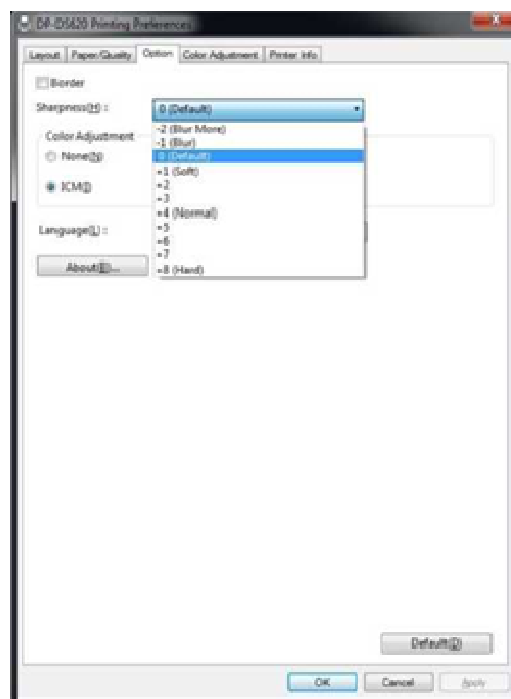 DP-DS620 Printing Preferences
Layout Paper/Quality Option Color Adjustment Printer Info
Border
Sharpness(H) : 0 (Default)
-2 (Blur More)
-1 (Blur)
0 (Default)
+1 (Soft)
+2
+3
+4 (Normal)
+5
+6
+7
+8 (Hard)
Color Adjustment
None(N)
ICM(I)
Language(L) :
About(E)...
Default(D)
OK Cancel Apply